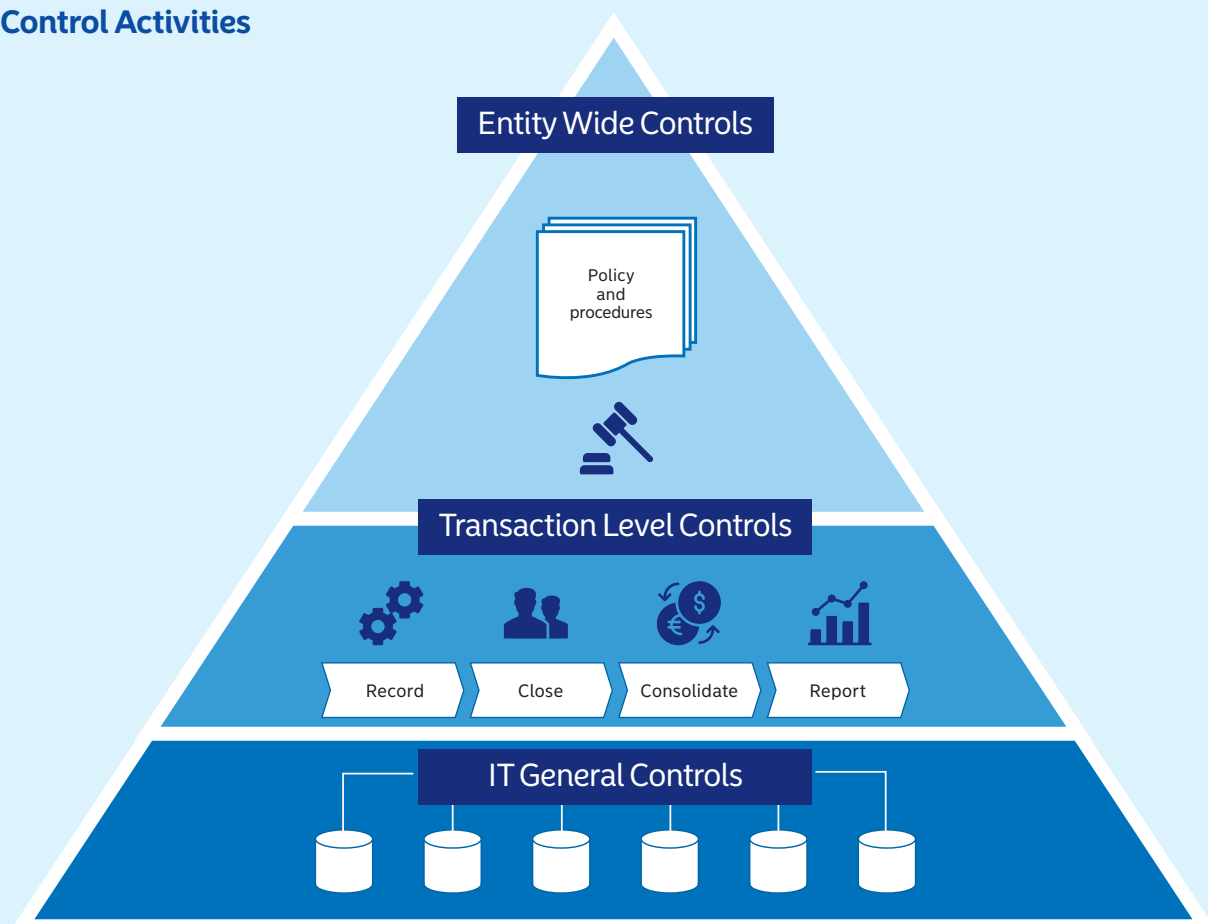 Control Activities
Entity Wide Controls
Policy
and
procedures
Transaction Level Controls
$
€
Record
Close
Consolidate
Report
IT General Controls